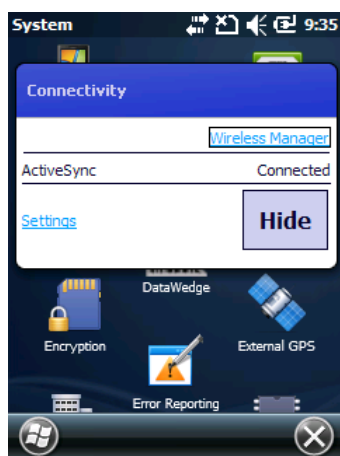 System 9:35
Connectivity
Wireless Manager
ActiveSync Connected
Settings Hide
DataWedge
Encryption External GPS
Error Reporting